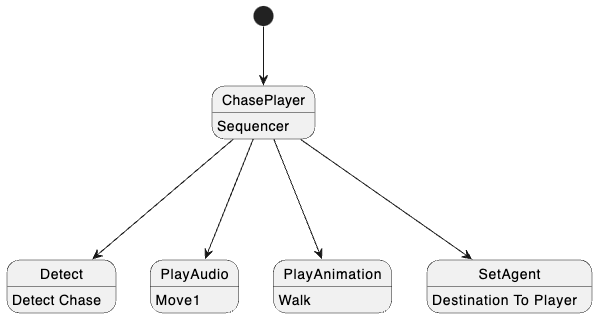 ChasePlayer
Sequencer
Detect
Detect Chase
PlayAudio
Move1
PlayAnimation
Walk
SetAgent
Destination To Player